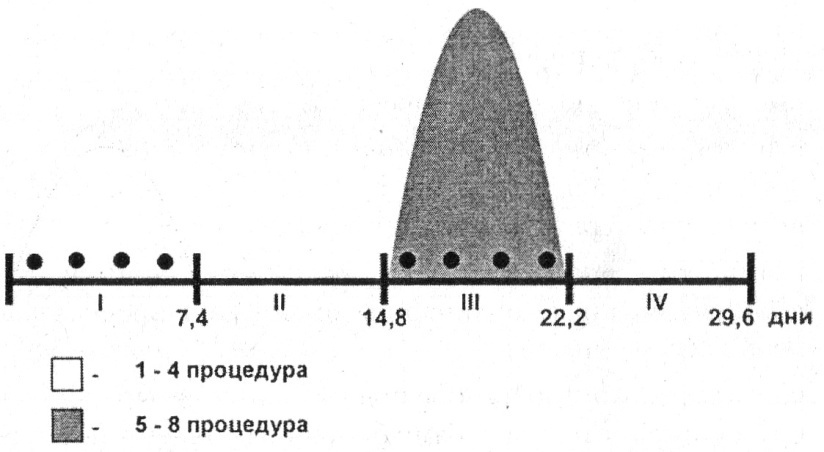 I II III IV
7,4 14,8 22,2 29,6 дни
- 1 - 4 процедура
- 5 - 8 процедура